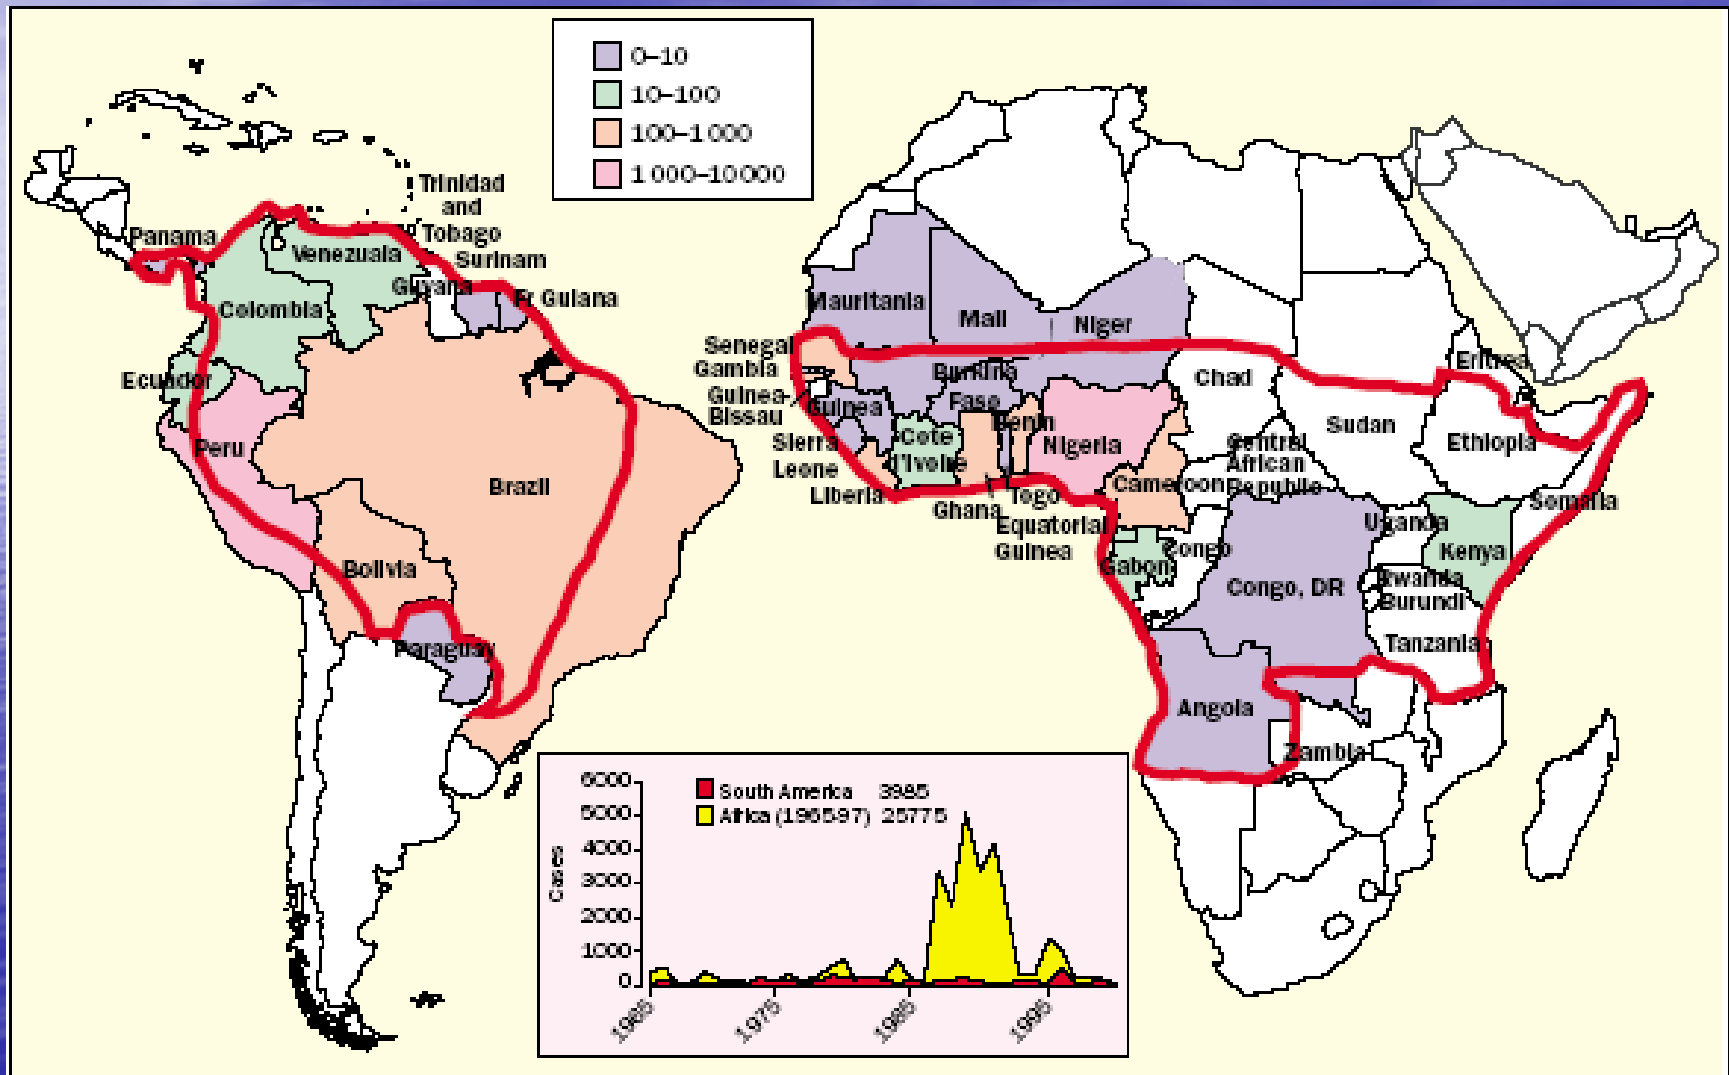 0–10
10–100
100–1 000
1 000–10 000
Trinidad
and
Tobago
Panama
Venezuala
Surinam
Guyana
Fr Guiana
Colombia
Ecuador
Peru
Brazil
Bolivia
Paraguay
Mauritania
Mali
Niger
Senegal
Gambia
Guinea-
Bissau
Guinea
Burkina
Faso
Benin
Chad
Eritrea
Sudan
Ethiopia
Sierra
Leone
Cote
d'Ivoire
Nigeria
Central
African
Republic
Cameroon
Liberia
Ghana
Togo
Somalia
Equatorial
Guinea
Uganda
Kenya
Congo
Gabon
Congo, DR
Rwanda
Burundi
Tanzania
Angola
Zambia
South America 3985
Africa (1965-97) 25775
Cases
6000
5000
4000
3000
2000
1000
0
1965
1975
1985
1995